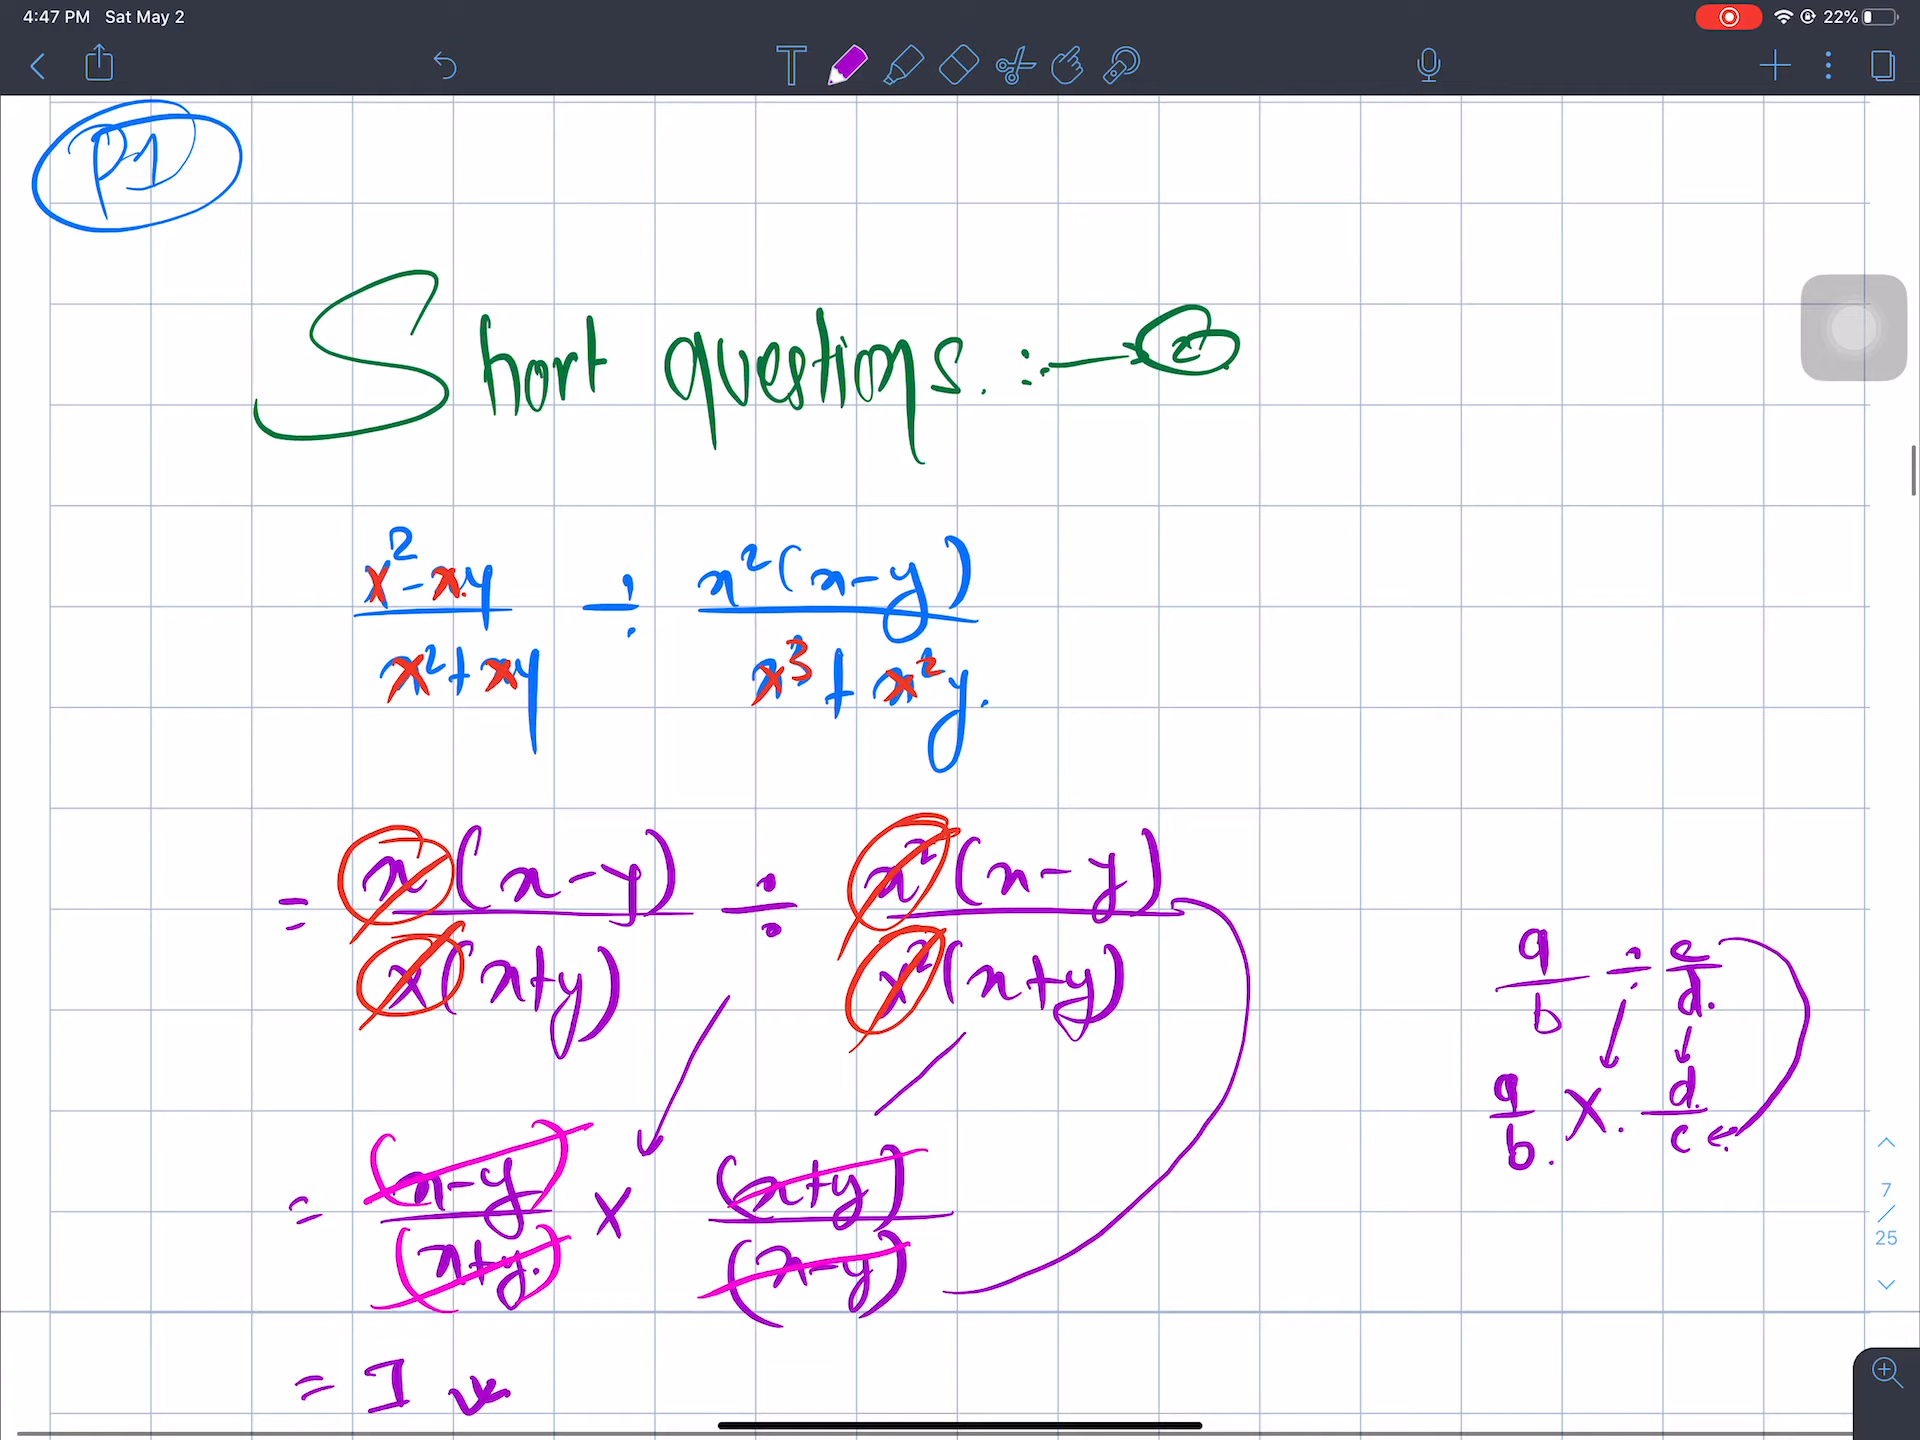 4:47 PM Sat May 2
22%
P1
Short questions. :→
x² - xy / x² + xy ÷ x²(x-y) / x³ + x²y.
= x(x-y) / x(x+y) ÷ x²(x-y) / x²(x+y)
a/b ÷ c/d.
a/b. X. d./c
= (x-y) / (x+y.) X (x+y) / (x-y)
= 1
7
/
25